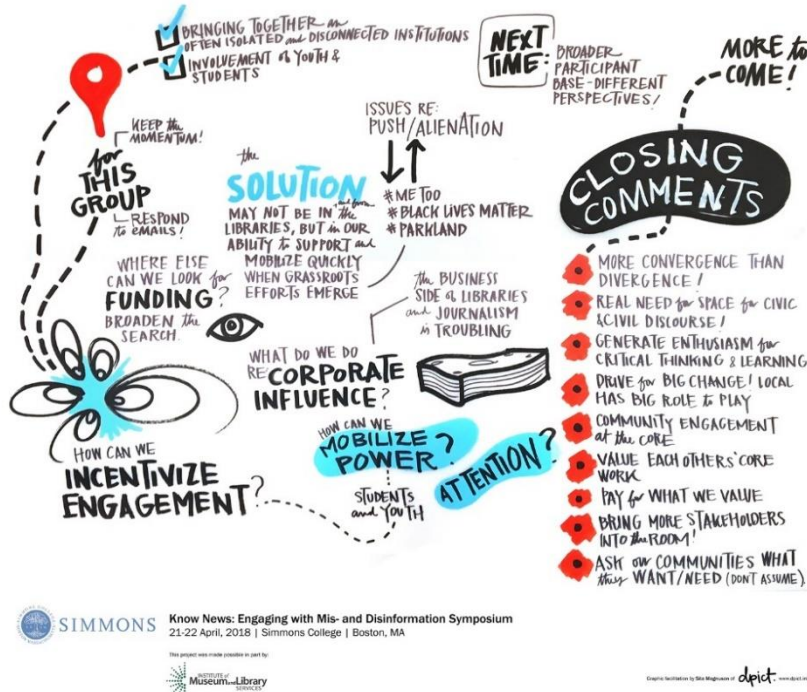 BRINGING TOGETHER an
OFTEN ISOLATED and DISCONNECTED INSTITUTIONS
INVOLVEMENT of YOUTH &
STUDENTS
NEXT
TIME:
BROADER
PARTICIPANT
BASE-DIFFERENT
PERSPECTIVES!
MORE to
COME!
KEEP the
MOMENTUM!
for
THIS
GROUP
RESPOND
to EMAILS!
ISSUES RE:
PUSH/ALIENATION
#ME TOO
#BLACK LIVES MATTER
#PARKLAND
the
SOLUTION
MAY NOT BE IN and from the
LIBRARIES, BUT in OUR
ABILITY to SUPPORT and
MOBILIZE QUICKLY
WHEN GRASSROOTS
EFFORTS EMERGE
WHERE ELSE
CAN WE LOOK for
FUNDING?
BROADEN the
SEARCH.
the BUSINESS
SIDE of LIBRARIES
and JOURNALISM
is TROUBLING
WHAT DO WE DO
RE: CORPORATE
INFLUENCE?
HOW CAN WE
INCENTIVIZE
ENGAGEMENT?
HOW CAN WE
MOBILIZE
POWER?
ATTENTION?
STUDENTS
and YOUTH
CLOSING
COMMENTS
MORE CONVERGENCE THAN
DIVERGENCE!
REAL NEED for SPACE for CIVIC
& CIVIL DISCOURSE!
GENERATE ENTHUSIASM for
CRITICAL THINKING & LEARNING
DRIVE for BIG CHANGE! LOCAL
HAS BIG ROLE to PLAY
COMMUNITY ENGAGEMENT
at the CORE
VALUE EACH OTHERS' CORE
WORK
PAY for WHAT WE VALUE
BRING MORE STAKEHOLDERS
INTO the ROOM!
ASK our COMMUNITIES WHAT
they WANT/NEED (DON'T ASSUME).
SIMMONS
Know News: Engaging with Mis- and Disinformation Symposium
21-22 April, 2018 | Simmons College | Boston, MA
This project was made possible in part by:
INSTITUTE of
Museum and Library
SERVICES
Graphic facilitation by Sita Magnuson of dpict.